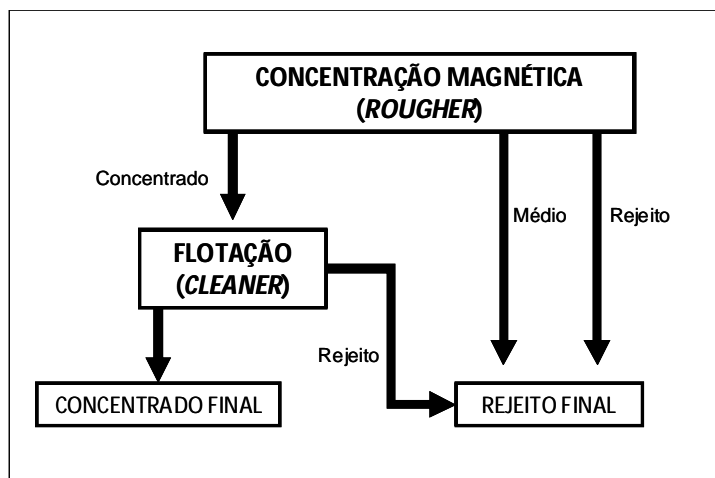 CONCENTRAÇÃO MAGNÉTICA
(ROUGHER)
Concentrado
Médio
Rejeito
FLOTAÇÃO
(CLEANER)
Rejeito
CONCENTRADO FINAL
REJEITO FINAL